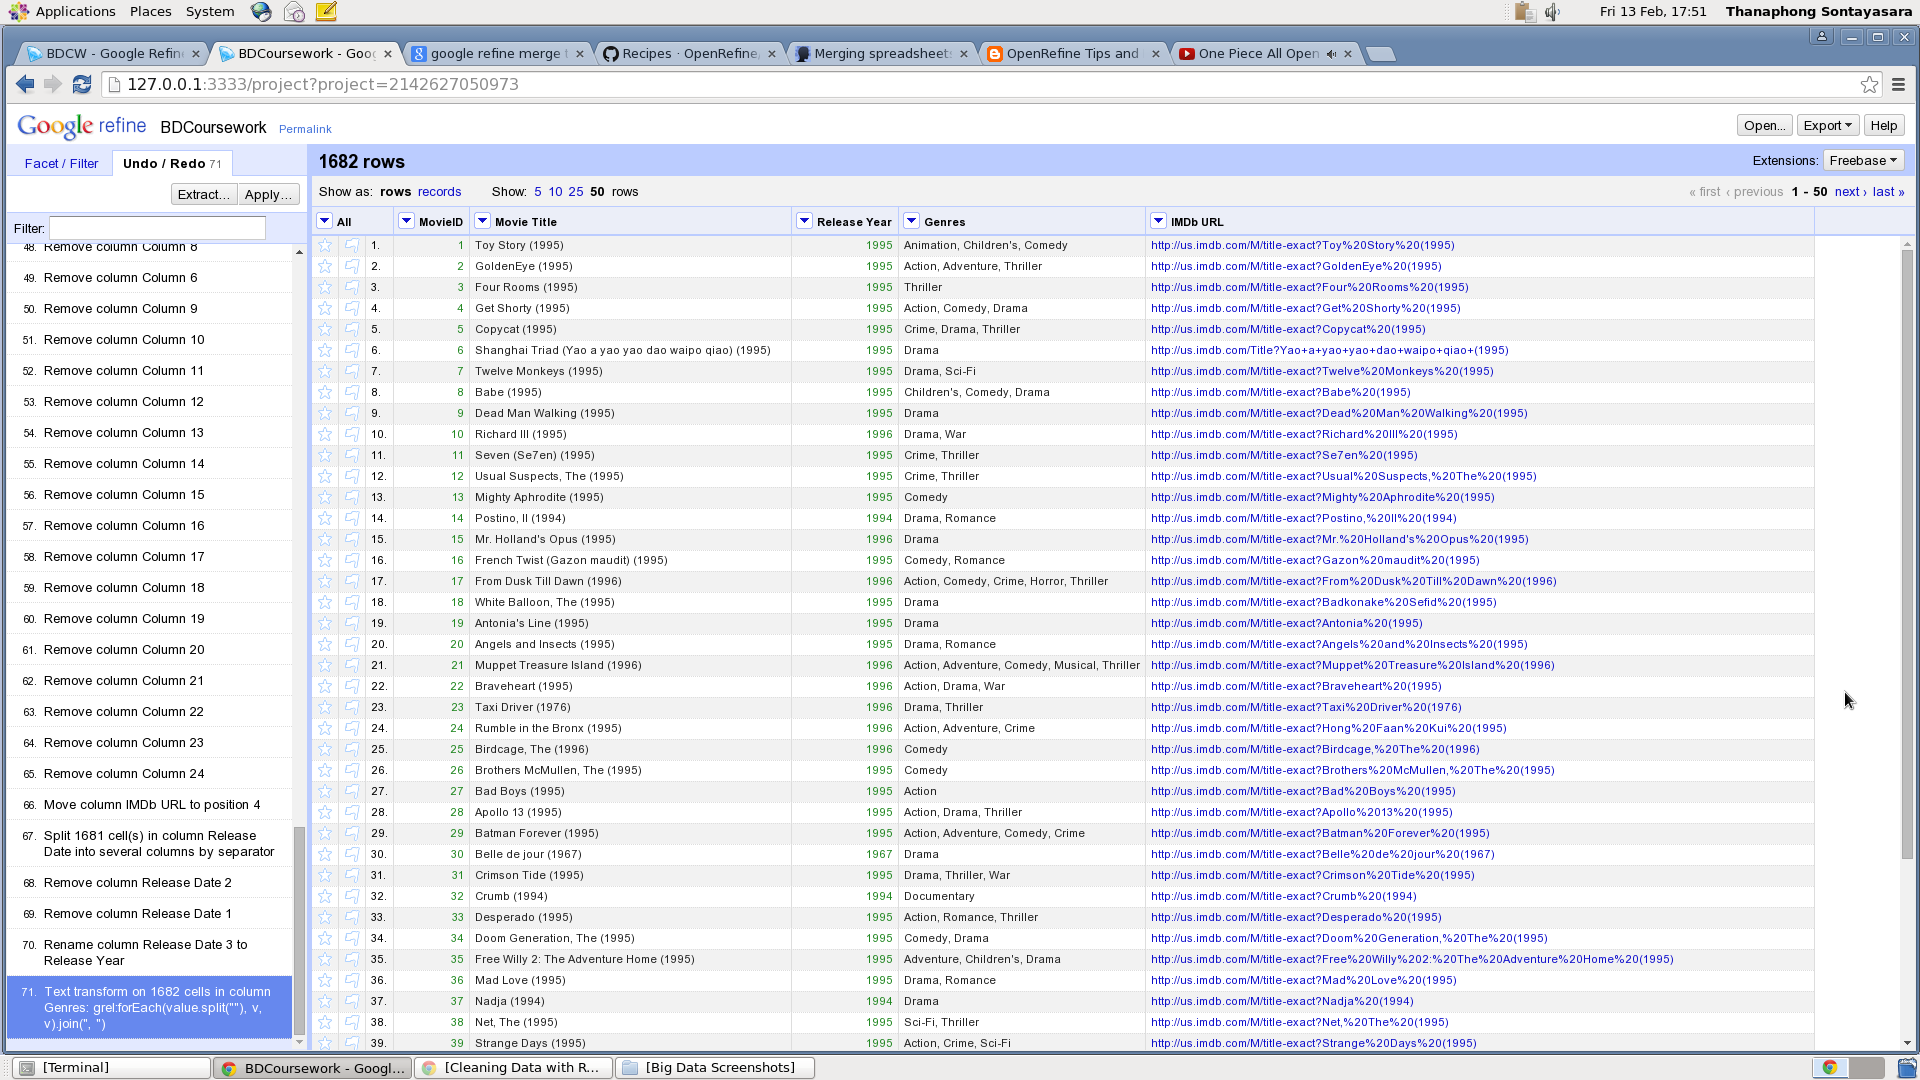 Applications Places System Fri 13 Feb, 17:51 Thanaphong Sontayasara
BDCW - Google Refin BDCoursework - Goog google refine merge t Recipes · OpenRefine Merging spreadsheet OpenRefine Tips and One Piece All Open
127.0.0.1:3333/project?project=2142627050973
Google refine BDCoursework Permalink Open... Export Help
Facet / Filter Undo / Redo 71 1682 rows Extensions: Freebase
Extract... Apply... Show as: rows records Show: 5 10 25 50 rows « first ‹ previous 1 - 50 next › last »
Filter:
48. Remove column Column 8
49. Remove column Column 6
50. Remove column Column 9
51. Remove column Column 10
52. Remove column Column 11
53. Remove column Column 12
54. Remove column Column 13
55. Remove column Column 14
56. Remove column Column 15
57. Remove column Column 16
58. Remove column Column 17
59. Remove column Column 18
60. Remove column Column 19
61. Remove column Column 20
62. Remove column Column 21
63. Remove column Column 22
64. Remove column Column 23
65. Remove column Column 24
66. Move column IMDb URL to position 4
67. Split 1681 cell(s) in column Release
Date into several columns by separator
68. Remove column Release Date 2
69. Remove column Release Date 1
70. Rename column Release Date 3 to
Release Year
71. Text transform on 1682 cells in column
Genres: grel:forEach(value.split(""), v,
v).join(", ")
All MovieID Movie Title Release Year Genres IMDb URL
1. 1 Toy Story (1995) 1995 Animation, Children's, Comedy http://us.imdb.com/M/title-exact?Toy%20Story%20(1995)
2. 2 GoldenEye (1995) 1995 Action, Adventure, Thriller http://us.imdb.com/M/title-exact?GoldenEye%20(1995)
3. 3 Four Rooms (1995) 1995 Thriller http://us.imdb.com/M/title-exact?Four%20Rooms%20(1995)
4. 4 Get Shorty (1995) 1995 Action, Comedy, Drama http://us.imdb.com/M/title-exact?Get%20Shorty%20(1995)
5. 5 Copycat (1995) 1995 Crime, Drama, Thriller http://us.imdb.com/M/title-exact?Copycat%20(1995)
6. 6 Shanghai Triad (Yao a yao yao dao waipo qiao) (1995) 1995 Drama http://us.imdb.com/Title?Yao+a+yao+yao+dao+waipo+qiao+(1995)
7. 7 Twelve Monkeys (1995) 1995 Drama, Sci-Fi http://us.imdb.com/M/title-exact?Twelve%20Monkeys%20(1995)
8. 8 Babe (1995) 1995 Children's, Comedy, Drama http://us.imdb.com/M/title-exact?Babe%20(1995)
9. 9 Dead Man Walking (1995) 1995 Drama http://us.imdb.com/M/title-exact?Dead%20Man%20Walking%20(1995)
10. 10 Richard III (1995) 1996 Drama, War http://us.imdb.com/M/title-exact?Richard%20III%20(1995)
11. 11 Seven (Se7en) (1995) 1995 Crime, Thriller http://us.imdb.com/M/title-exact?Se7en%20(1995)
12. 12 Usual Suspects, The (1995) 1995 Crime, Thriller http://us.imdb.com/M/title-exact?Usual%20Suspects,%20The%20(1995)
13. 13 Mighty Aphrodite (1995) 1995 Comedy http://us.imdb.com/M/title-exact?Mighty%20Aphrodite%20(1995)
14. 14 Postino, Il (1994) 1994 Drama, Romance http://us.imdb.com/M/title-exact?Postino,%20Il%20(1994)
15. 15 Mr. Holland's Opus (1995) 1996 Drama http://us.imdb.com/M/title-exact?Mr.%20Holland's%20Opus%20(1995)
16. 16 French Twist (Gazon maudit) (1995) 1995 Comedy, Romance http://us.imdb.com/M/title-exact?Gazon%20maudit%20(1995)
17. 17 From Dusk Till Dawn (1996) 1996 Action, Comedy, Crime, Horror, Thriller http://us.imdb.com/M/title-exact?From%20Dusk%20Till%20Dawn%20(1996)
18. 18 White Balloon, The (1995) 1995 Drama http://us.imdb.com/M/title-exact?Badkonake%20Sefid%20(1995)
19. 19 Antonia's Line (1995) 1995 Drama http://us.imdb.com/M/title-exact?Antonia%20(1995)
20. 20 Angels and Insects (1995) 1995 Drama, Romance http://us.imdb.com/M/title-exact?Angels%20and%20Insects%20(1995)
21. 21 Muppet Treasure Island (1996) 1996 Action, Adventure, Comedy, Musical, Thriller http://us.imdb.com/M/title-exact?Muppet%20Treasure%20Island%20(1996)
22. 22 Braveheart (1995) 1996 Action, Drama, War http://us.imdb.com/M/title-exact?Braveheart%20(1995)
23. 23 Taxi Driver (1976) 1996 Drama, Thriller http://us.imdb.com/M/title-exact?Taxi%20Driver%20(1976)
24. 24 Rumble in the Bronx (1995) 1996 Action, Adventure, Crime http://us.imdb.com/M/title-exact?Hong%20Faan%20Kui%20(1995)
25. 25 Birdcage, The (1996) 1996 Comedy http://us.imdb.com/M/title-exact?Birdcage,%20The%20(1996)
26. 26 Brothers McMullen, The (1995) 1995 Comedy http://us.imdb.com/M/title-exact?Brothers%20McMullen,%20The%20(1995)
27. 27 Bad Boys (1995) 1995 Action http://us.imdb.com/M/title-exact?Bad%20Boys%20(1995)
28. 28 Apollo 13 (1995) 1995 Action, Drama, Thriller http://us.imdb.com/M/title-exact?Apollo%2013%20(1995)
29. 29 Batman Forever (1995) 1995 Action, Adventure, Comedy, Crime http://us.imdb.com/M/title-exact?Batman%20Forever%20(1995)
30. 30 Belle de jour (1967) 1967 Drama http://us.imdb.com/M/title-exact?Belle%20de%20jour%20(1967)
31. 31 Crimson Tide (1995) 1995 Drama, Thriller, War http://us.imdb.com/M/title-exact?Crimson%20Tide%20(1995)
32. 32 Crumb (1994) 1994 Documentary http://us.imdb.com/M/title-exact?Crumb%20(1994)
33. 33 Desperado (1995) 1995 Action, Romance, Thriller http://us.imdb.com/M/title-exact?Desperado%20(1995)
34. 34 Doom Generation, The (1995) 1995 Comedy, Drama http://us.imdb.com/M/title-exact?Doom%20Generation,%20The%20(1995)
35. 35 Free Willy 2: The Adventure Home (1995) 1995 Adventure, Children's, Drama http://us.imdb.com/M/title-exact?Free%20Willy%202:%20The%20Adventure%20Home%20(1995)
36. 36 Mad Love (1995) 1995 Drama, Romance http://us.imdb.com/M/title-exact?Mad%20Love%20(1995)
37. 37 Nadja (1994) 1994 Drama http://us.imdb.com/M/title-exact?Nadja%20(1994)
38. 38 Net, The (1995) 1995 Sci-Fi, Thriller http://us.imdb.com/M/title-exact?Net,%20The%20(1995)
39. 39 Strange Days (1995) 1995 Action, Crime, Sci-Fi http://us.imdb.com/M/title-exact?Strange%20Days%20(1995)
[Terminal] BDCoursework - Googl... [Cleaning Data with R... [Big Data Screenshots]